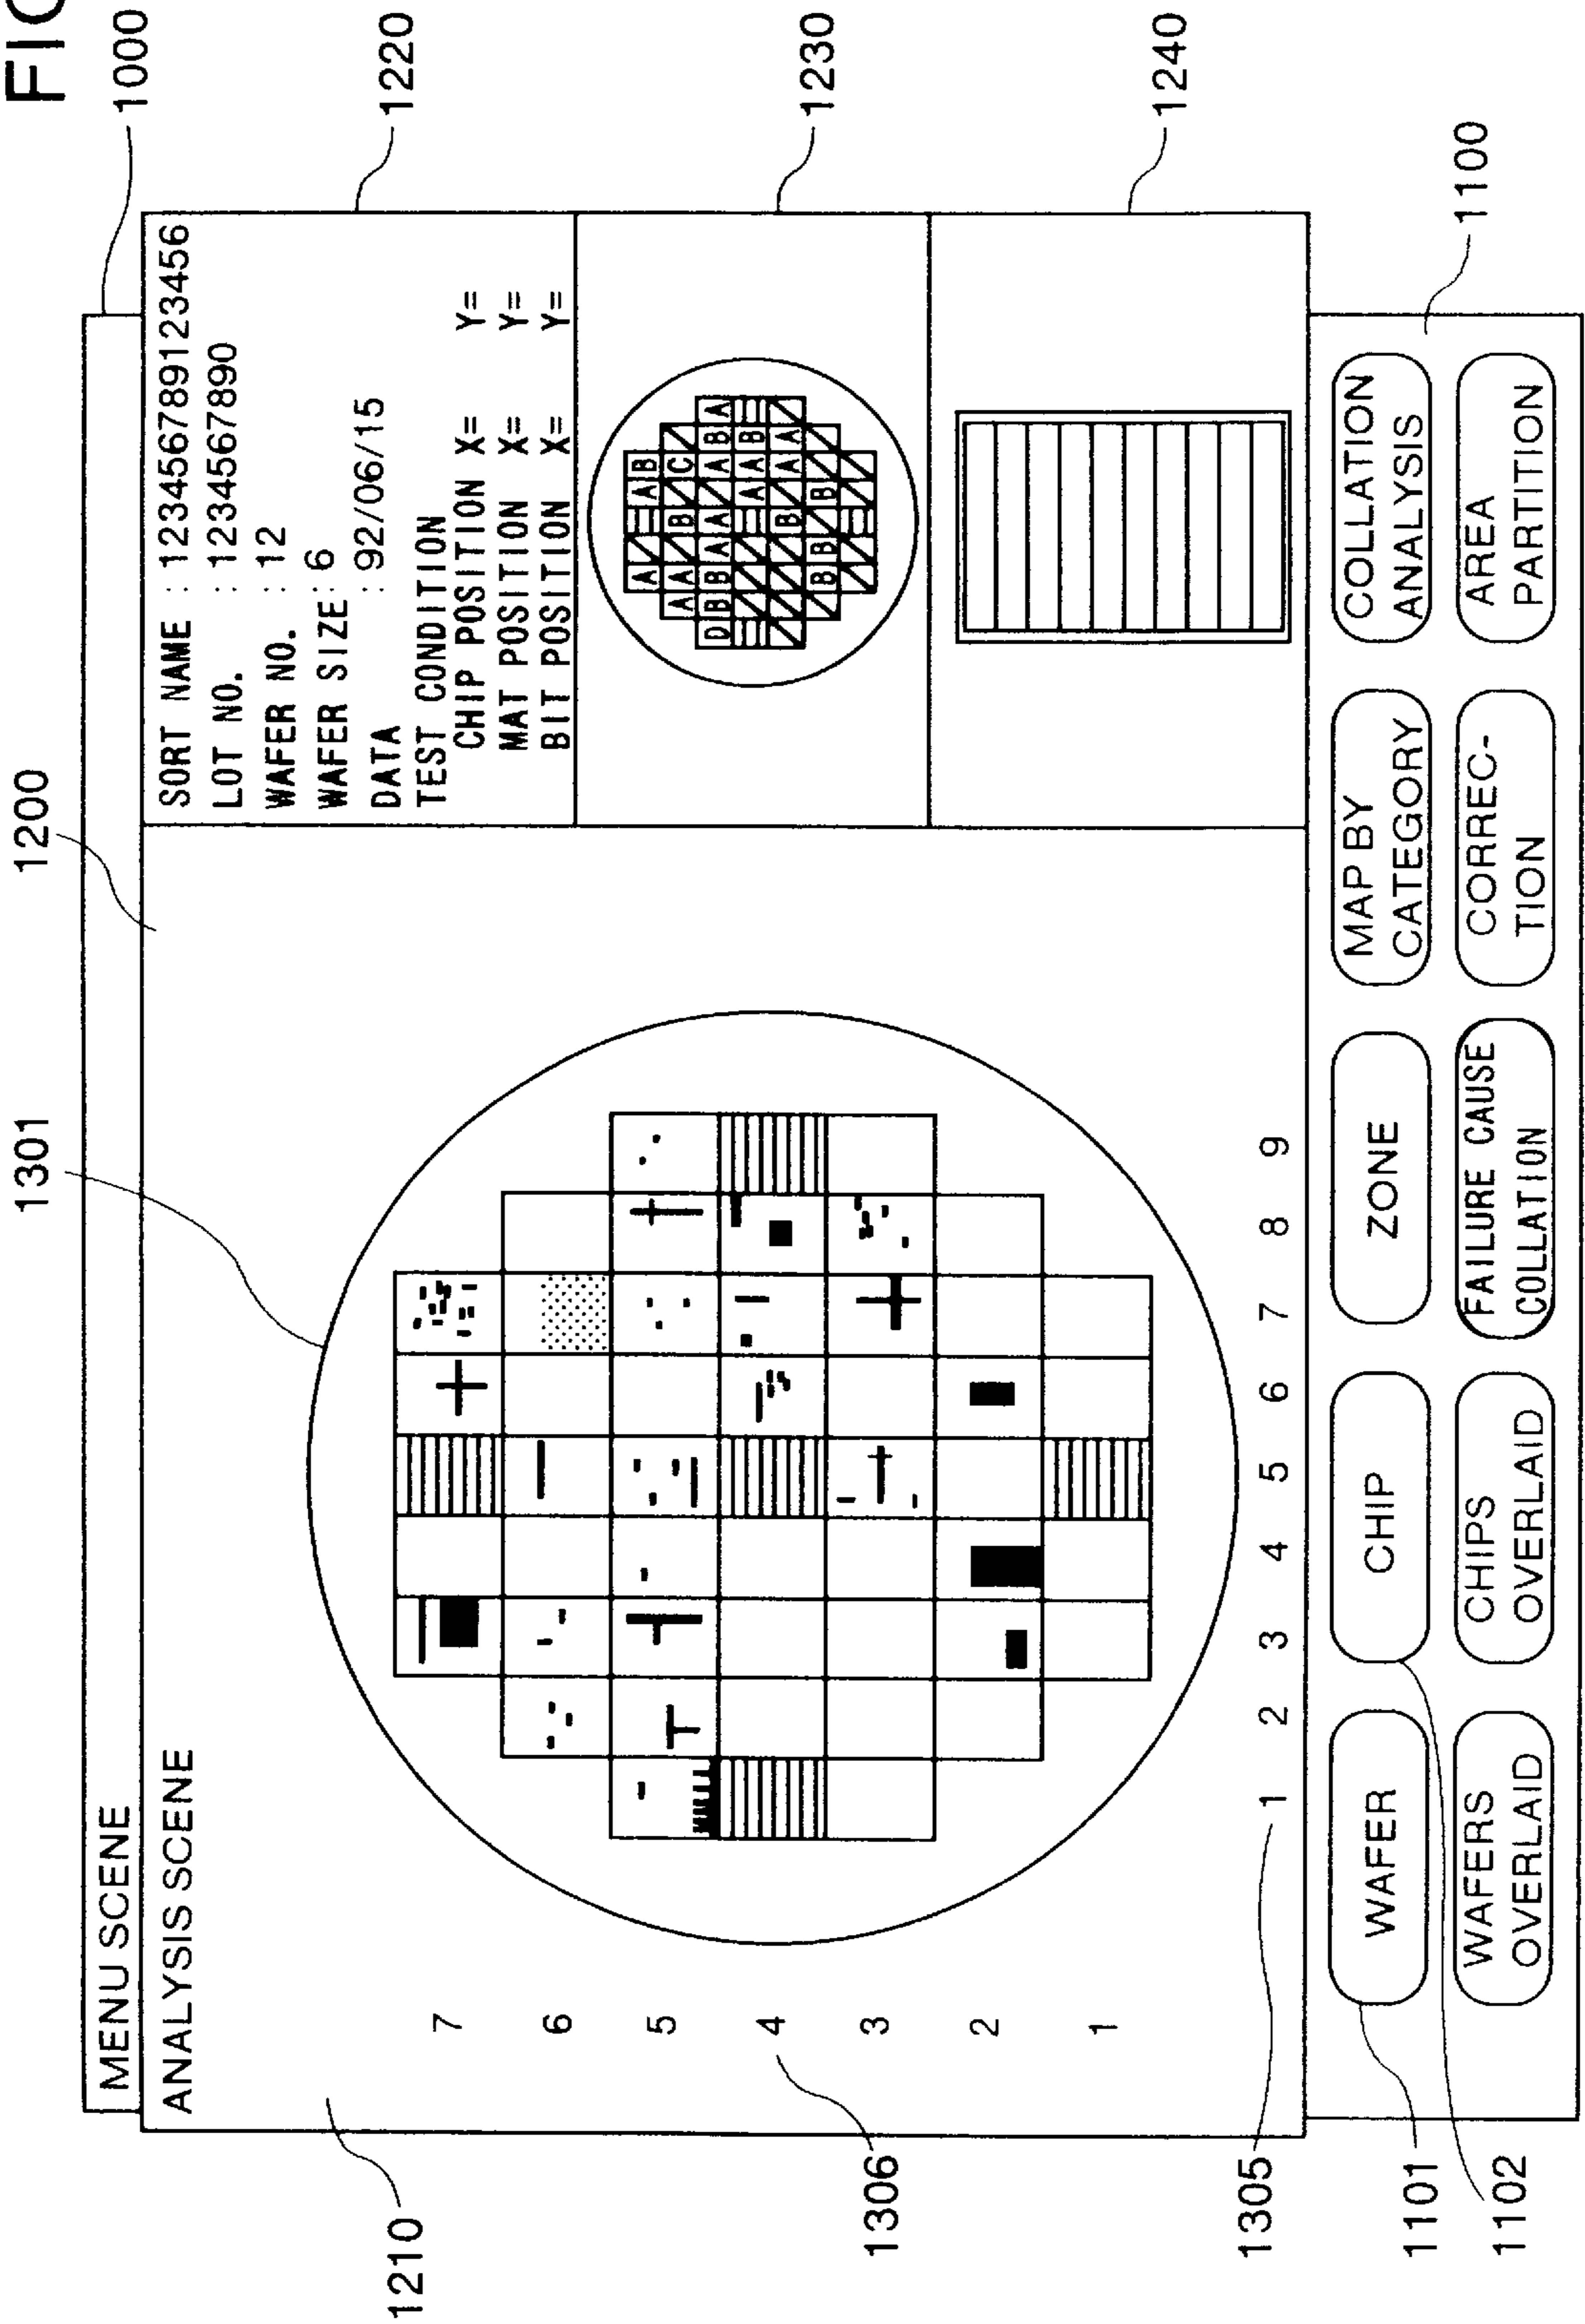 FIG
1200
1301
1000
MENU SCENE
ANALYSIS SCENE
1210
7
6
5
4
3
2
1
1306
1 2 3 4 5 6 7 8 9
1305
SORT NAME : 123456789123456
LOT NO. : 1234567890
WAFER NO. : 12
WAFER SIZE : 6
DATA : 92/06/15
TEST CONDITION
CHIP POSITION X= Y=
MAT POSITION X= Y=
BIT POSITION X= Y=
1220
A A B
A A B C
D B B A A A B A
A A B
B A A
B B B
1230
1240
WAFER
CHIP
ZONE
MAP BY
CATEGORY
COLLATION
ANALYSIS
WAFERS
OVERLAID
CHIPS
OVERLAID
FAILURE CAUSE
COLLATION
CORREC-
TION
AREA
PARTITION
1100
1101
1102